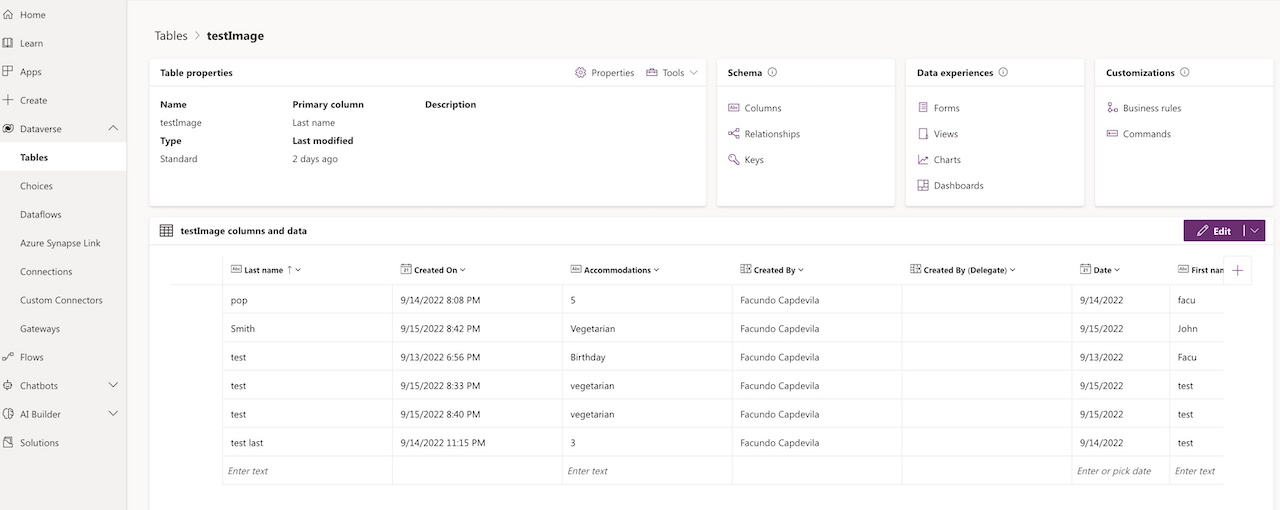 Home
Learn
Apps
Create
Dataverse
Tables
Choices
Dataflows
Azure Synapse Link
Connections
Custom Connectors
Gateways
Flows
Chatbots
AI Builder
Solutions
Tables > testImage
Table properties
Properties
Tools
Name
Primary column
Description
testImage
Last name
Type
Last modified
Standard
2 days ago
Schema
Columns
Relationships
Keys
Data experiences
Forms
Views
Charts
Dashboards
Customizations
Business rules
Commands
testImage columns and data
Edit
Last name ↑ Created On Accommodations Created By Created By (Delegate) Date First nam
pop 9/14/2022 8:08 PM 5 Facundo Capdevila 9/14/2022 facu
Smith 9/15/2022 8:42 PM Vegetarian Facundo Capdevila 9/15/2022 John
test 9/13/2022 6:56 PM Birthday Facundo Capdevila 9/13/2022 Facu
test 9/15/2022 8:33 PM vegetarian Facundo Capdevila 9/15/2022 test
test 9/15/2022 8:40 PM vegetarian Facundo Capdevila 9/15/2022 test
test last 9/14/2022 11:15 PM 3 Facundo Capdevila 9/14/2022 test
Enter text Enter text Enter or pick date Enter text